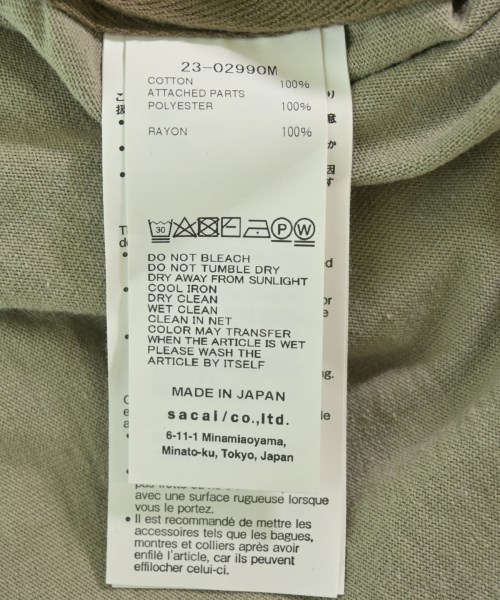 23-02990M
COTTON 100%
ATTACHED PARTS
POLYESTER 100%
RAYON 100%
30 P W
DO NOT BLEACH
DO NOT TUMBLE DRY
DRY AWAY FROM SUNLIGHT
COOL IRON
DRY CLEAN
WET CLEAN
CLEAN IN NET
COLOR MAY TRANSFER
WHEN THE ARTICLE IS WET
PLEASE WASH THE
ARTICLE BY ITSELF
MADE IN JAPAN
sacai/co.,ltd.
6-11-1 Minamiaoyama,
Minato-ku, Tokyo, Japan
avec une surface rugueuse lorsque
vous le portez.
• Il est recommandé de mettre les
accessoires tels que les bagues,
montres et colliers après avoir
enfilé l'article, car ils peuvent
effilocher celui-ci.